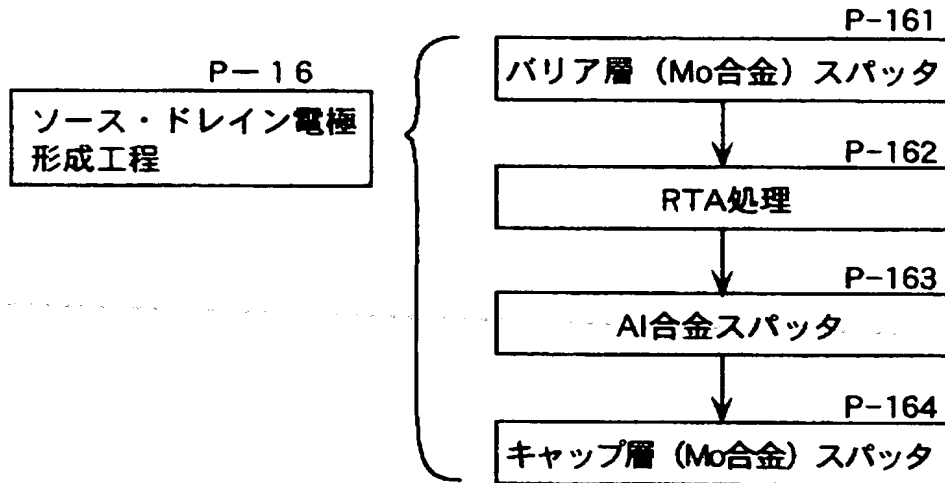 P-16
ソース・ドレイン電極
形成工程
P-161
バリア層（Mo合金）スパッタ
P-162
RTA処理
P-163
Al合金スパッタ
P-164
キャップ層（Mo合金）スパッタ